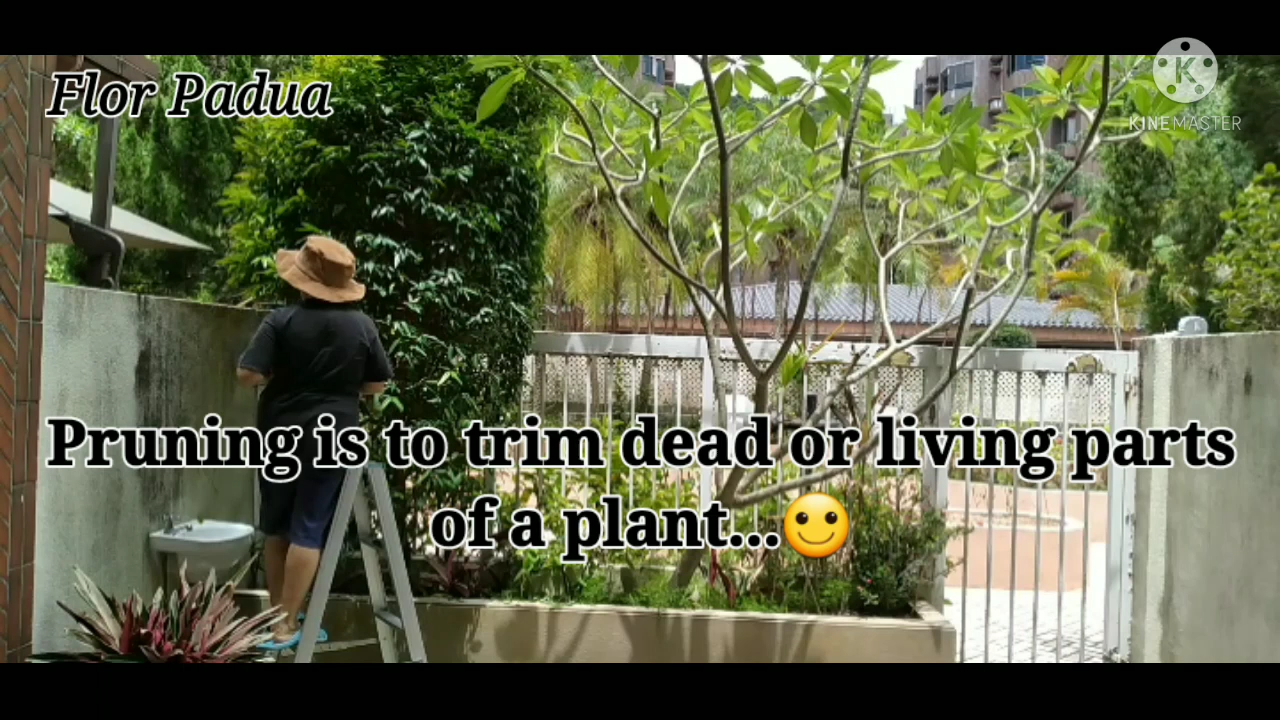 Flor Padua
K
KINEMASTER
Pruning is to trim dead or living parts
of a plant...🙂